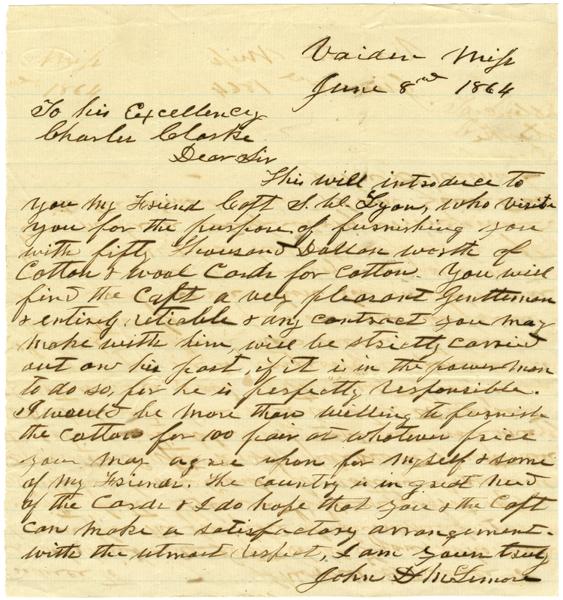 Vaiden Miss
June 8nd 1864
To his Excellency
Charles Clarke
Dear Sir
This will introduce to
you my Friend Capt S. W. Lyons, who visits
you for the purpose of furnishing you
with fifty Thousand Dollars worth of
Cotton & Wool Cards for cotton. You will
find the Capt a very pleasant Gentleman
& entirely reliable & any contract you may
make with him, will be strictly carried
out on his part, if it is in the power man
to do so, for he is perfectly responsible.
I would be more than willing to furnish
the cotton for 100 pair at whatever price
you may agree upon for myself & some
of my Friends. The country is in great need
of the Cards & I do hope that you & the Capt
can make a satisfactory arrangement.
with the utmost respect, I am yours truly
John D McLemore